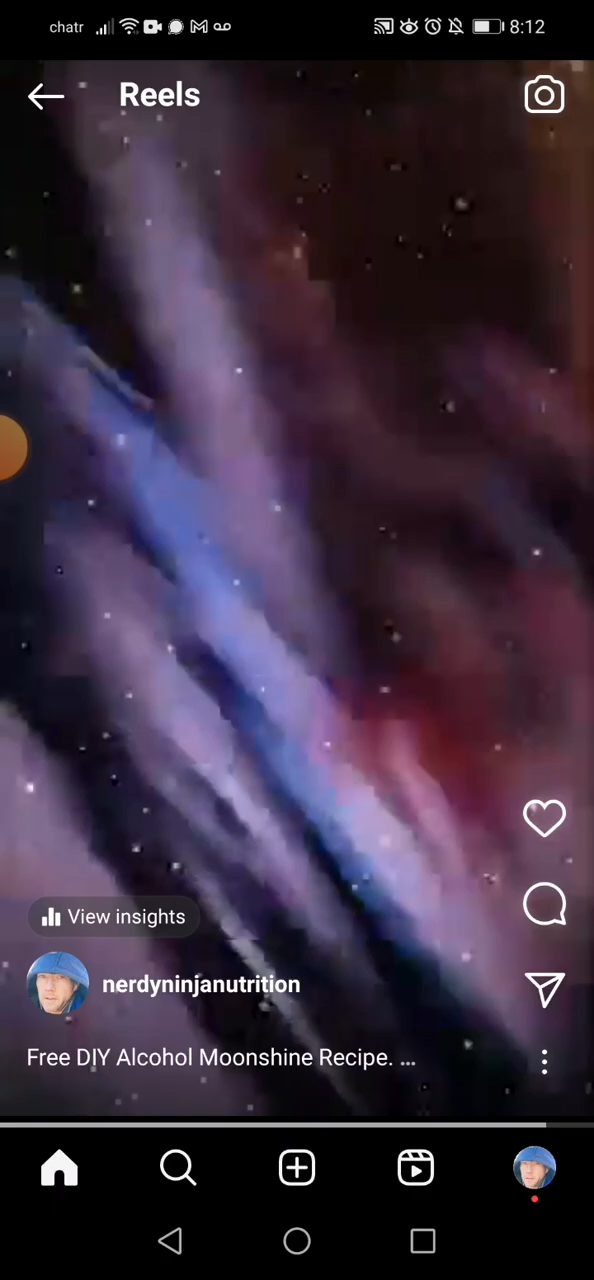 chatr 8:12
Reels
View insights
nerdyninjanutrition
Free DIY Alcohol Moonshine Recipe. ...